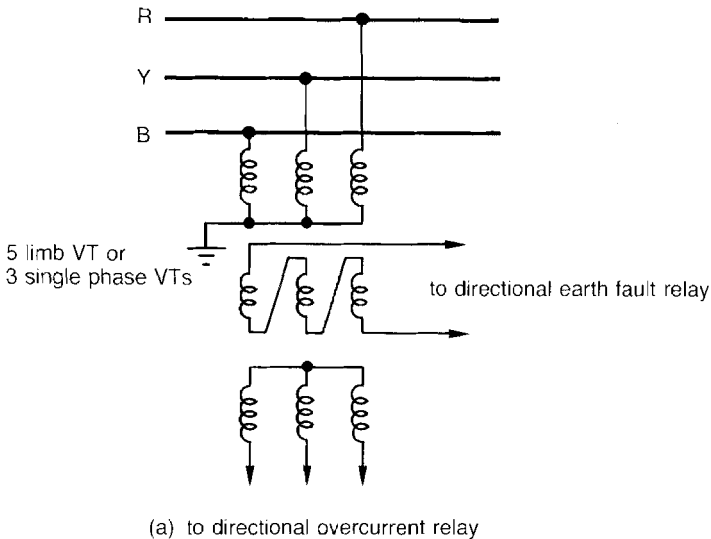 R
Y
B
5 limb VT or
3 single phase VTs
to directional earth fault relay
(a) to directional overcurrent relay